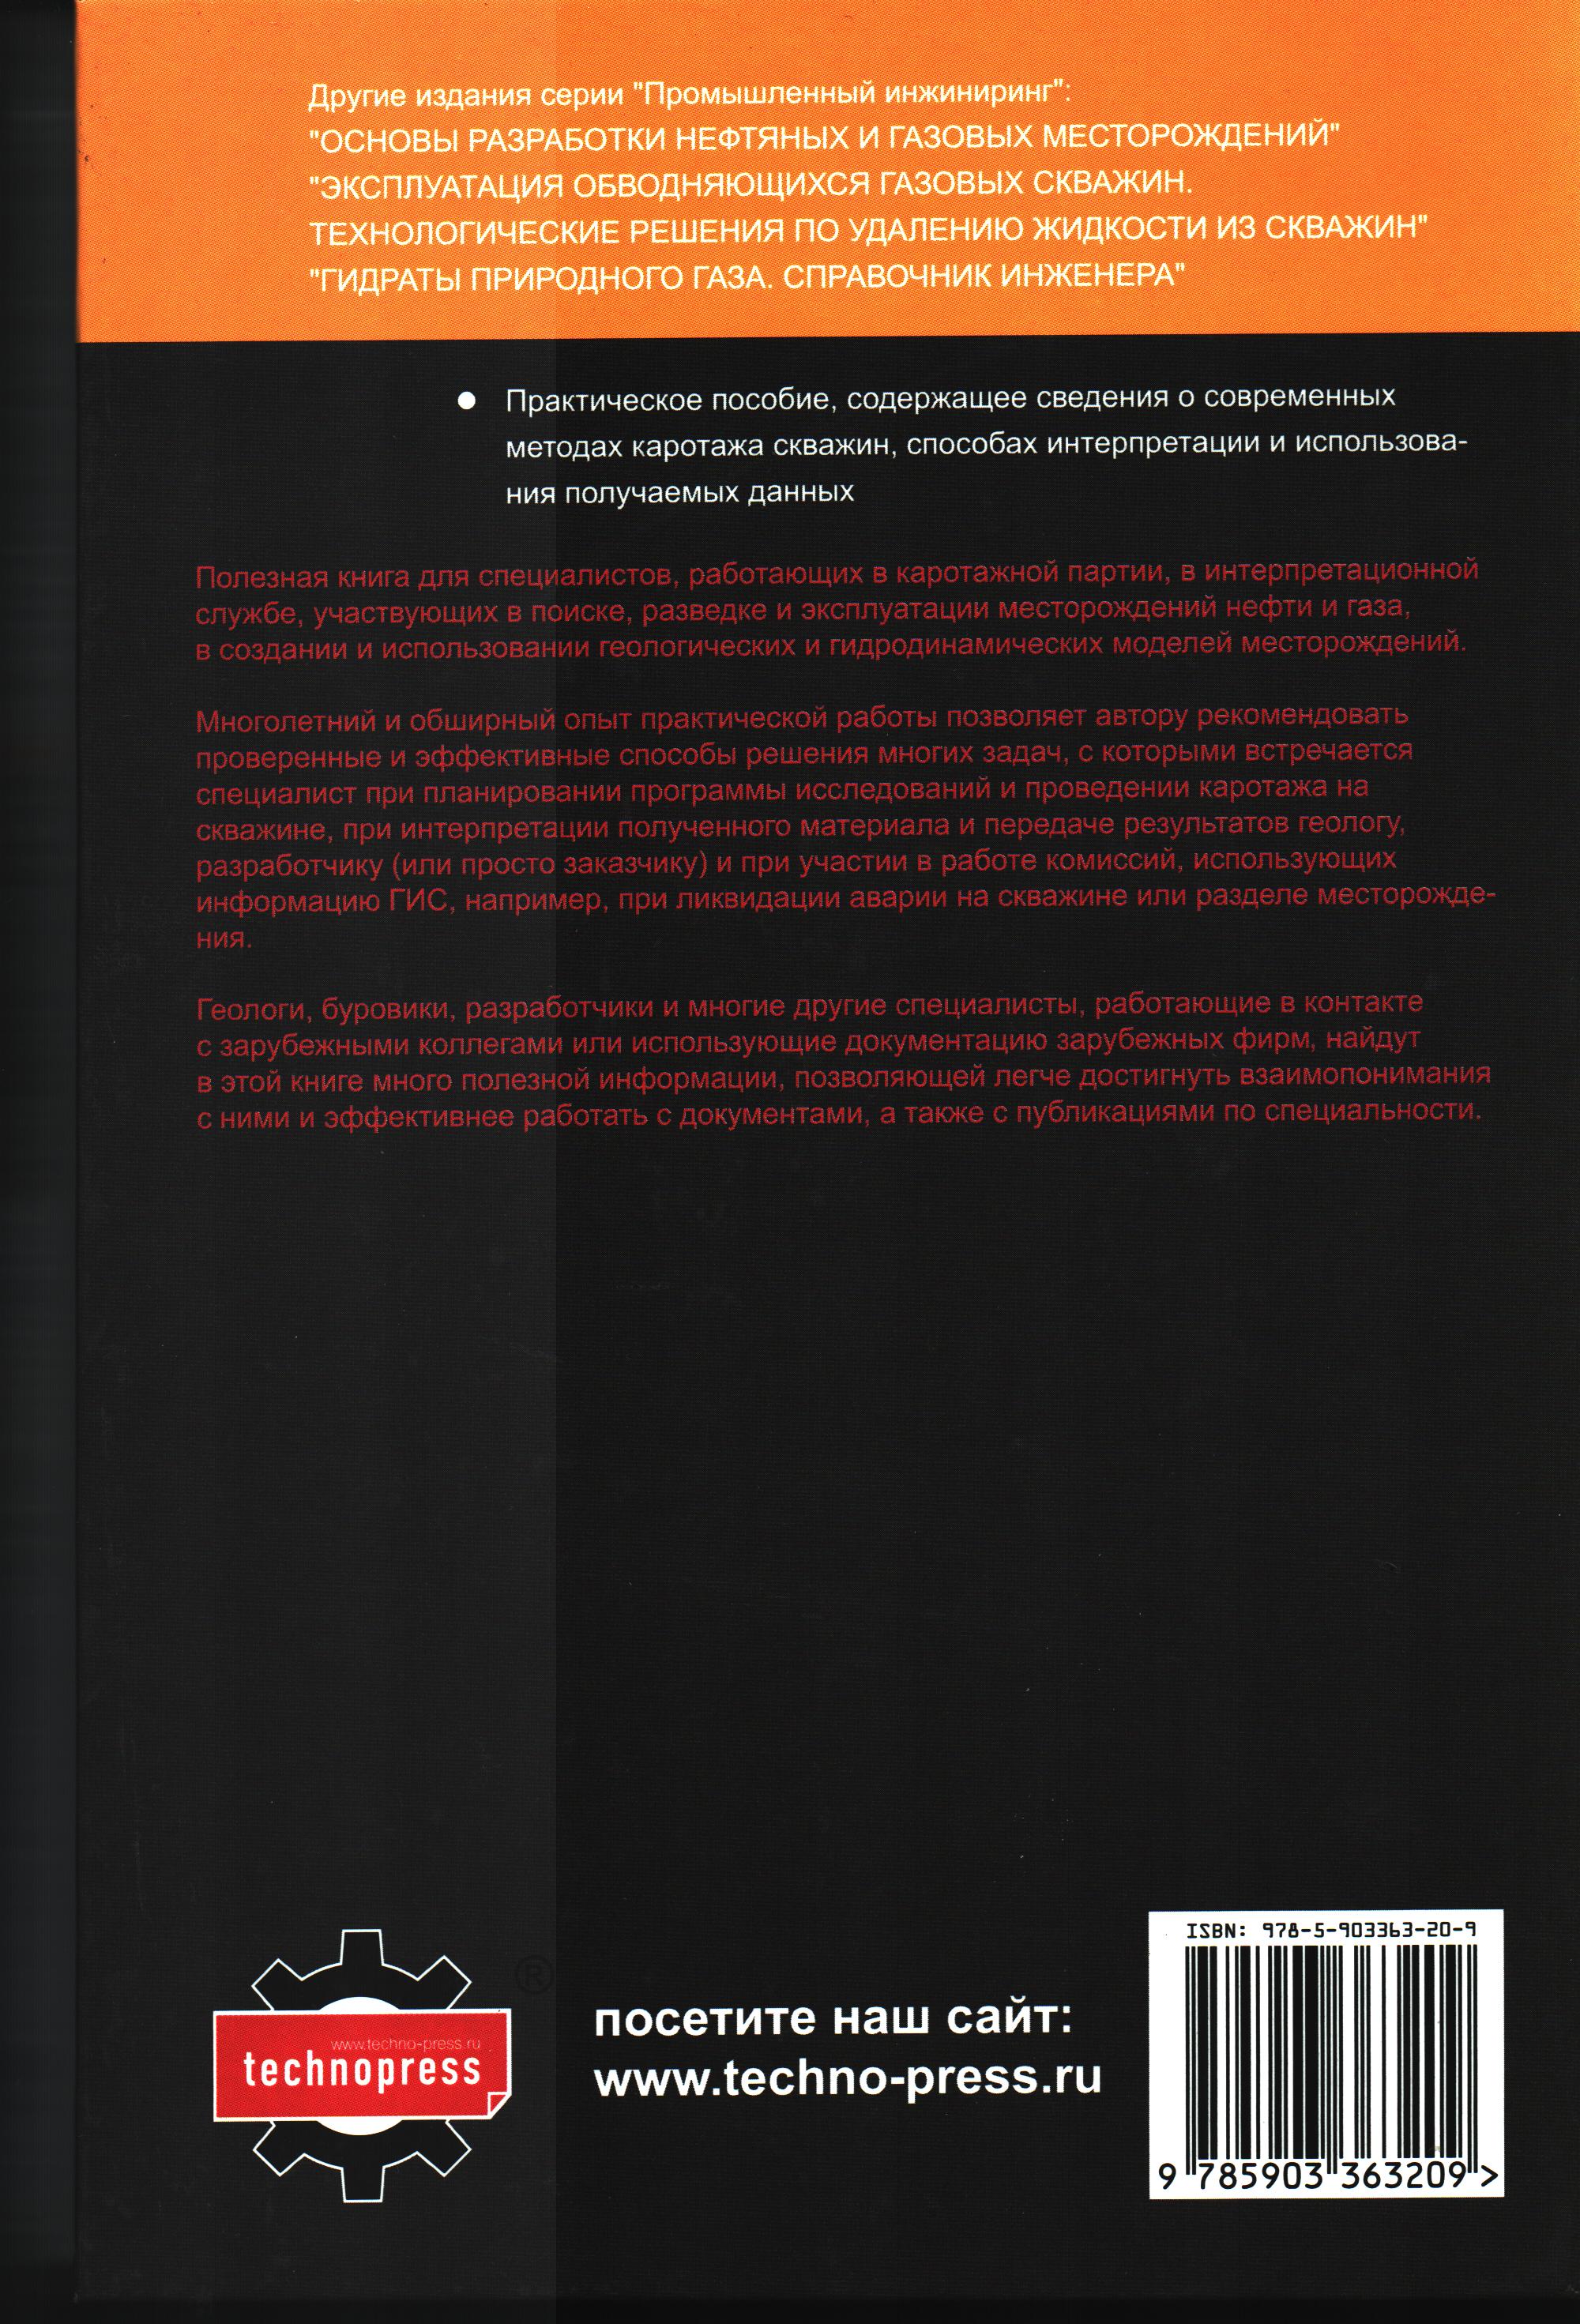 Другие издания серии "Промышленный инжиниринг":
"ОСНОВЫ РАЗРАБОТКИ НЕФТЯНЫХ И ГАЗОВЫХ МЕСТОРОЖДЕНИЙ"
"ЭКСПЛУАТАЦИЯ ОБВОДНЯЮЩИХСЯ ГАЗОВЫХ СКВАЖИН.
ТЕХНОЛОГИЧЕСКИЕ РЕШЕНИЯ ПО УДАЛЕНИЮ ЖИДКОСТИ ИЗ СКВАЖИН"
"ГИДРАТЫ ПРИРОДНОГО ГАЗА. СПРАВОЧНИК ИНЖЕНЕРА"
● Практическое пособие, содержащее сведения о современных
методах каротажа скважин, способах интерпретации и использова-
ния получаемых данных
Полезная книга для специалистов, работающих в каротажной партии, в интерпретационной
службе, участвующих в поиске, разведке и эксплуатации месторождений нефти и газа,
в создании и использовании геологических и гидродинамических моделей месторождений.
Многолетний и обширный опыт практической работы позволяет автору рекомендовать
проверенные и эффективные способы решения многих задач, с которыми встречается
специалист при планировании программы исследований и проведении каротажа на
скважине, при интерпретации полученного материала и передаче результатов геологу,
разработчику (или просто заказчику) и при участии в работе комиссий, использующих
информацию ГИС, например, при ликвидации аварии на скважине или разделе месторожде-
ния.
Геологи, буровики, разработчики и многие другие специалисты, работающие в контакте
с зарубежными коллегами или использующие документацию зарубежных фирм, найдут
в этой книге много полезной информации, позволяющей легче достигнуть взаимопонимания
с ними и эффективнее работать с документами, а также с публикациями по специальности.
®
www.techno-press.ru
technopress
посетите наш сайт:
www.techno-press.ru
ISBN: 978-5-903363-20-9
9 785903 363209 >